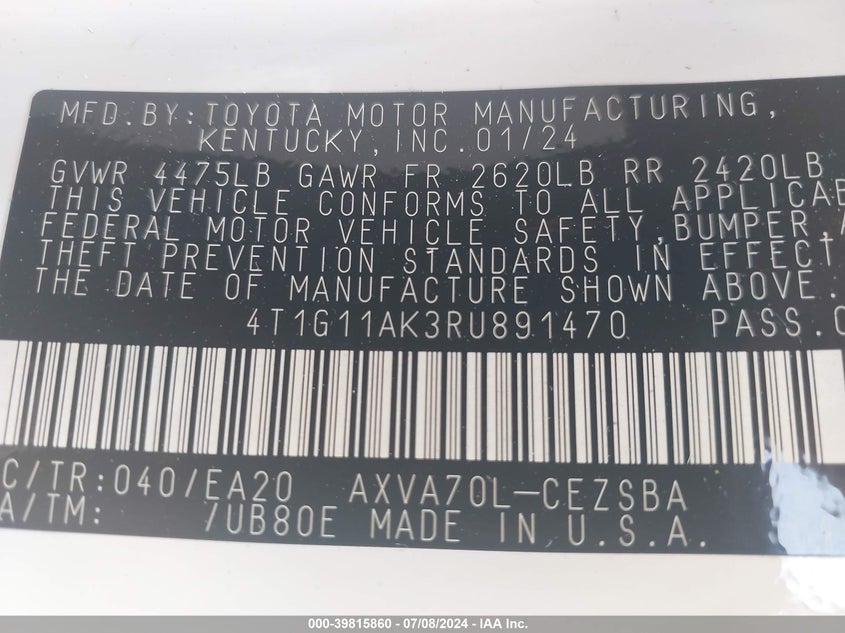 MFD.BY:TOYOTA MOTOR MANUFACTURING,
KENTUCKY,INC.01/24
GVWR 4475LB GAWR FR 2620LB RR 2420LB
THIS VEHICLE CONFORMS TO ALL APPLICAB
FEDERAL MOTOR VEHICLE SAFETY,BUMPER,A
THEFT PREVENTION STANDARDS IN EFFECT
THE DATE OF MANUFACTURE SHOWN ABOVE.
4T1G11AK3RU891470 PASS.C
C/TR:040/EA20 AXVA70L-CEZSBA
A/TM: /UB80E MADE IN U.S.A.
000-39815860 - 07/08/2024 - IAA Inc.